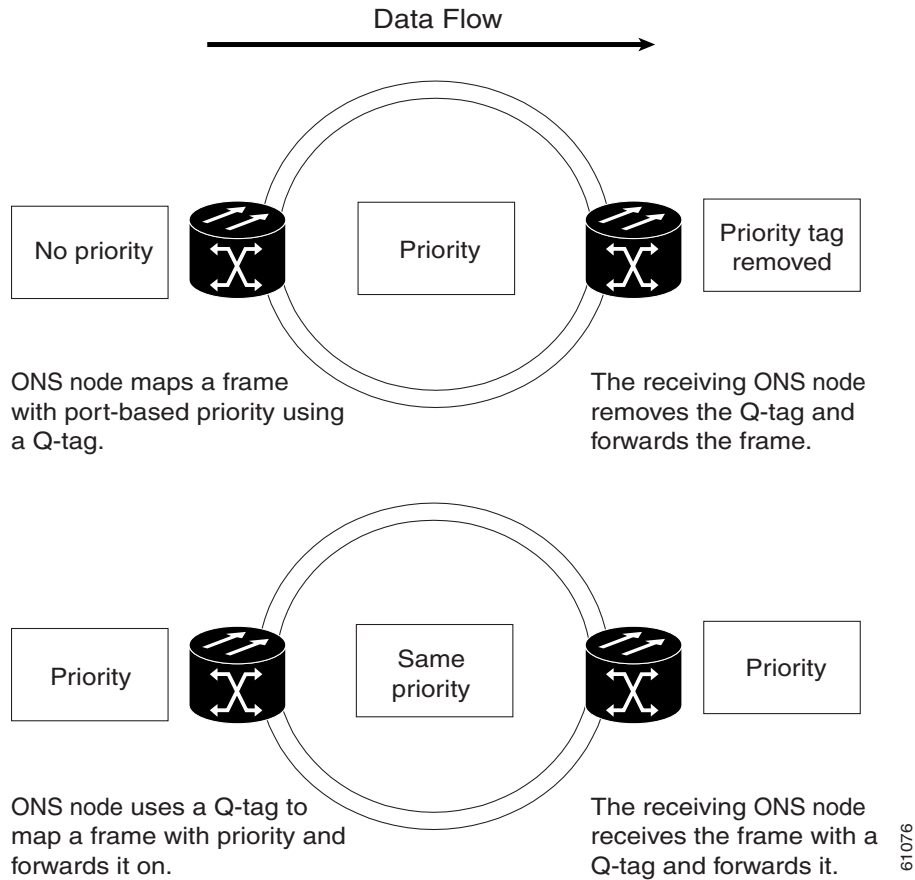 Data Flow
No priority
Priority
Priority tag
removed
ONS node maps a frame
with port-based priority using
a Q-tag.
The receiving ONS node
removes the Q-tag and
forwards the frame.
Priority
Same
priority
Priority
ONS node uses a Q-tag to
map a frame with priority and
forwards it on.
The receiving ONS node
receives the frame with a
Q-tag and forwards it.
61076